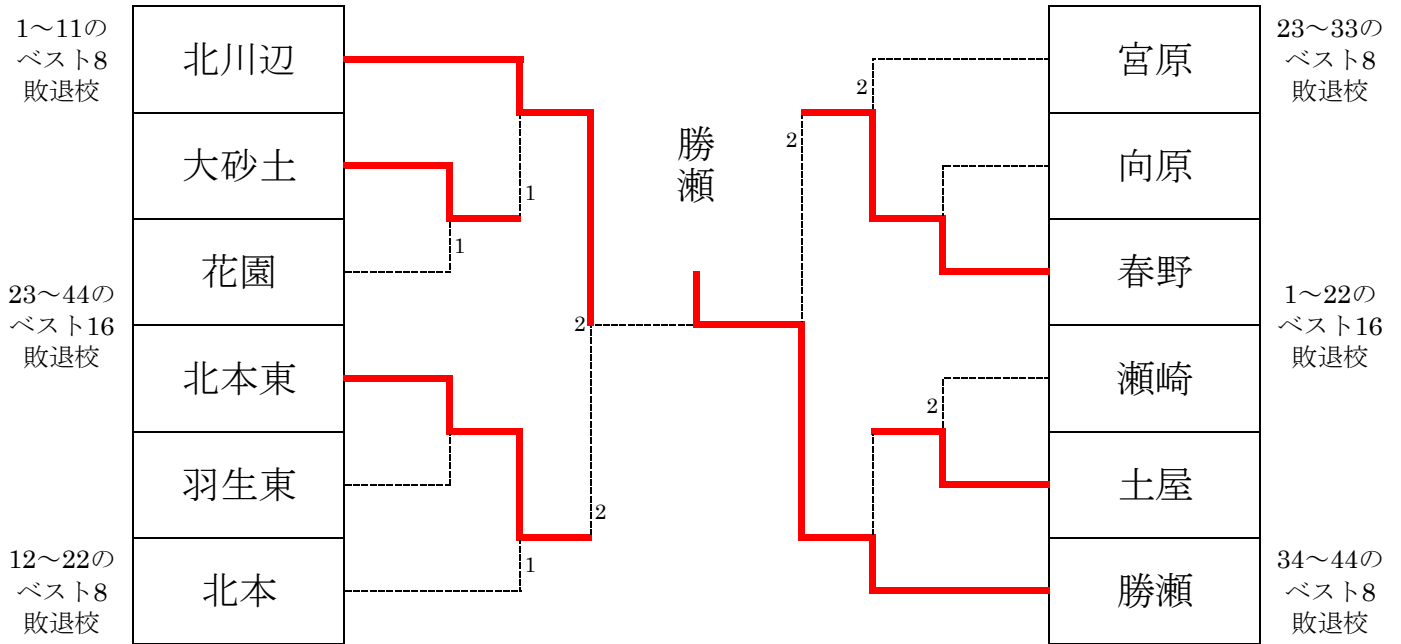 1～11の
ベスト8
敗退校
北川辺
大砂土
花園
23～44の
ベスト16
敗退校
北本東
羽生東
12～22の
ベスト8
敗退校
北本
1
1
2
2
1
勝瀬
2
2
2
宮原
23～33の
ベスト8
敗退校
向原
春野
1～22の
ベスト16
敗退校
瀬崎
土屋
勝瀬
34～44の
ベスト8
敗退校